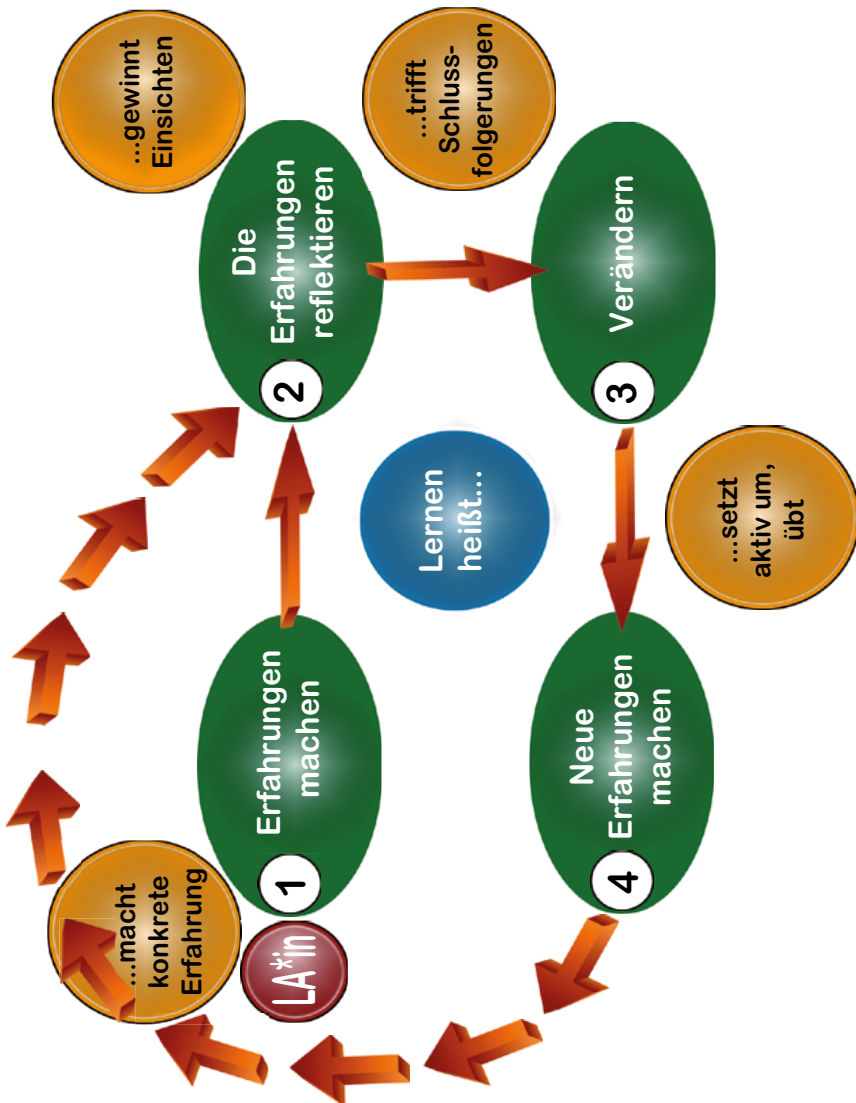 LA*in
...macht
konkrete
Erfahrung
1
Erfahrungen
machen
2
Die
Erfahrungen
reflektieren
...gewinnt
Einsichten
...trifft
Schluss-
folgerungen
Lernen
heißt...
3
Verändern
...setzt
aktiv um,
übt
4
Neue
Erfahrungen
machen